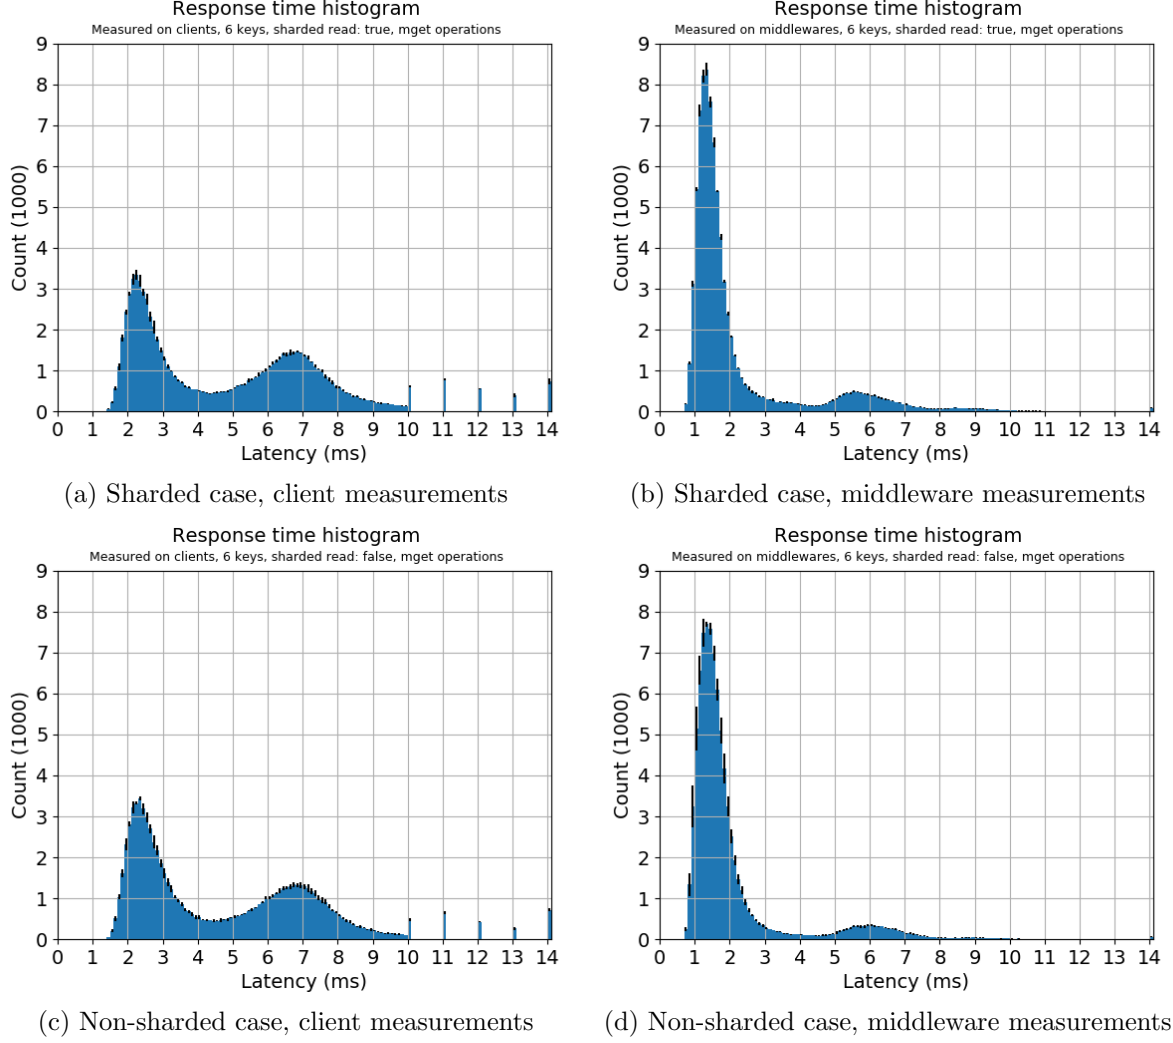 Response time histogram
Measured on clients, 6 keys, sharded read: true, mget operations
9
8
7
6
5
4
3
2
1
0
Count (1000)
0 1 2 3 4 5 6 7 8 9 10 11 12 13 14
Latency (ms)
(a) Sharded case, client measurements
Response time histogram
Measured on middlewares, 6 keys, sharded read: true, mget operations
9
8
7
6
5
4
3
2
1
0
Count (1000)
0 1 2 3 4 5 6 7 8 9 10 11 12 13 14
Latency (ms)
(b) Sharded case, middleware measurements
Response time histogram
Measured on clients, 6 keys, sharded read: false, mget operations
9
8
7
6
5
4
3
2
1
0
Count (1000)
0 1 2 3 4 5 6 7 8 9 10 11 12 13 14
Latency (ms)
(c) Non-sharded case, client measurements
Response time histogram
Measured on middlewares, 6 keys, sharded read: false, mget operations
9
8
7
6
5
4
3
2
1
0
Count (1000)
0 1 2 3 4 5 6 7 8 9 10 11 12 13 14
Latency (ms)
(d) Non-sharded case, middleware measurements